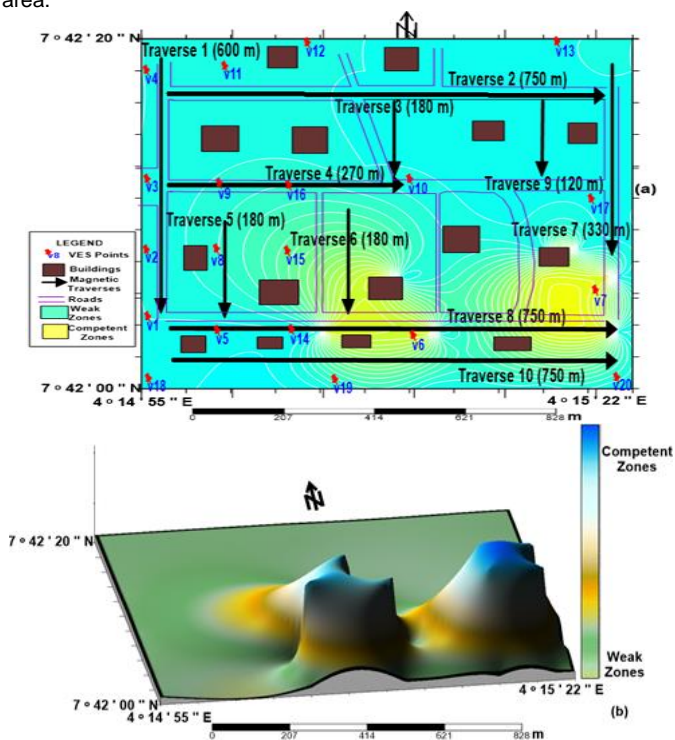 area.
N
7 ° 42 ' 20 " N
Traverse 1 (600 m)
v12
v13
v4
v11
Traverse 2 (750 m)
Traverse 3 (180 m)
Traverse 4 (270 m)
v3
v9
v16
v10
Traverse 9 (120 m)
(a)
v17
Traverse 5 (180 m)
Traverse 6 (180 m)
Traverse 7 (330 m)
LEGEND
v8 VES Points
Buildings
Magnetic
Traverses
Roads
Weak
Zones
Competent
Zones
v2
v8
v15
v7
v1
Traverse 8 (750 m)
v5
v14
v6
Traverse 10 (750 m)
v18
v19
v20
7 ° 42 ' 00 " N
4 ° 14 ' 55 " E
4 ° 15 ' 22 " E
0 207 414 621 828 m
N
Competent
Zones
7 ° 42 ' 20 " N
Weak
Zones
7 ° 42 ' 00 " N
4 ° 14 ' 55 " E
4 ° 15 ' 22 " E
(b)
0 207 414 621 828 m